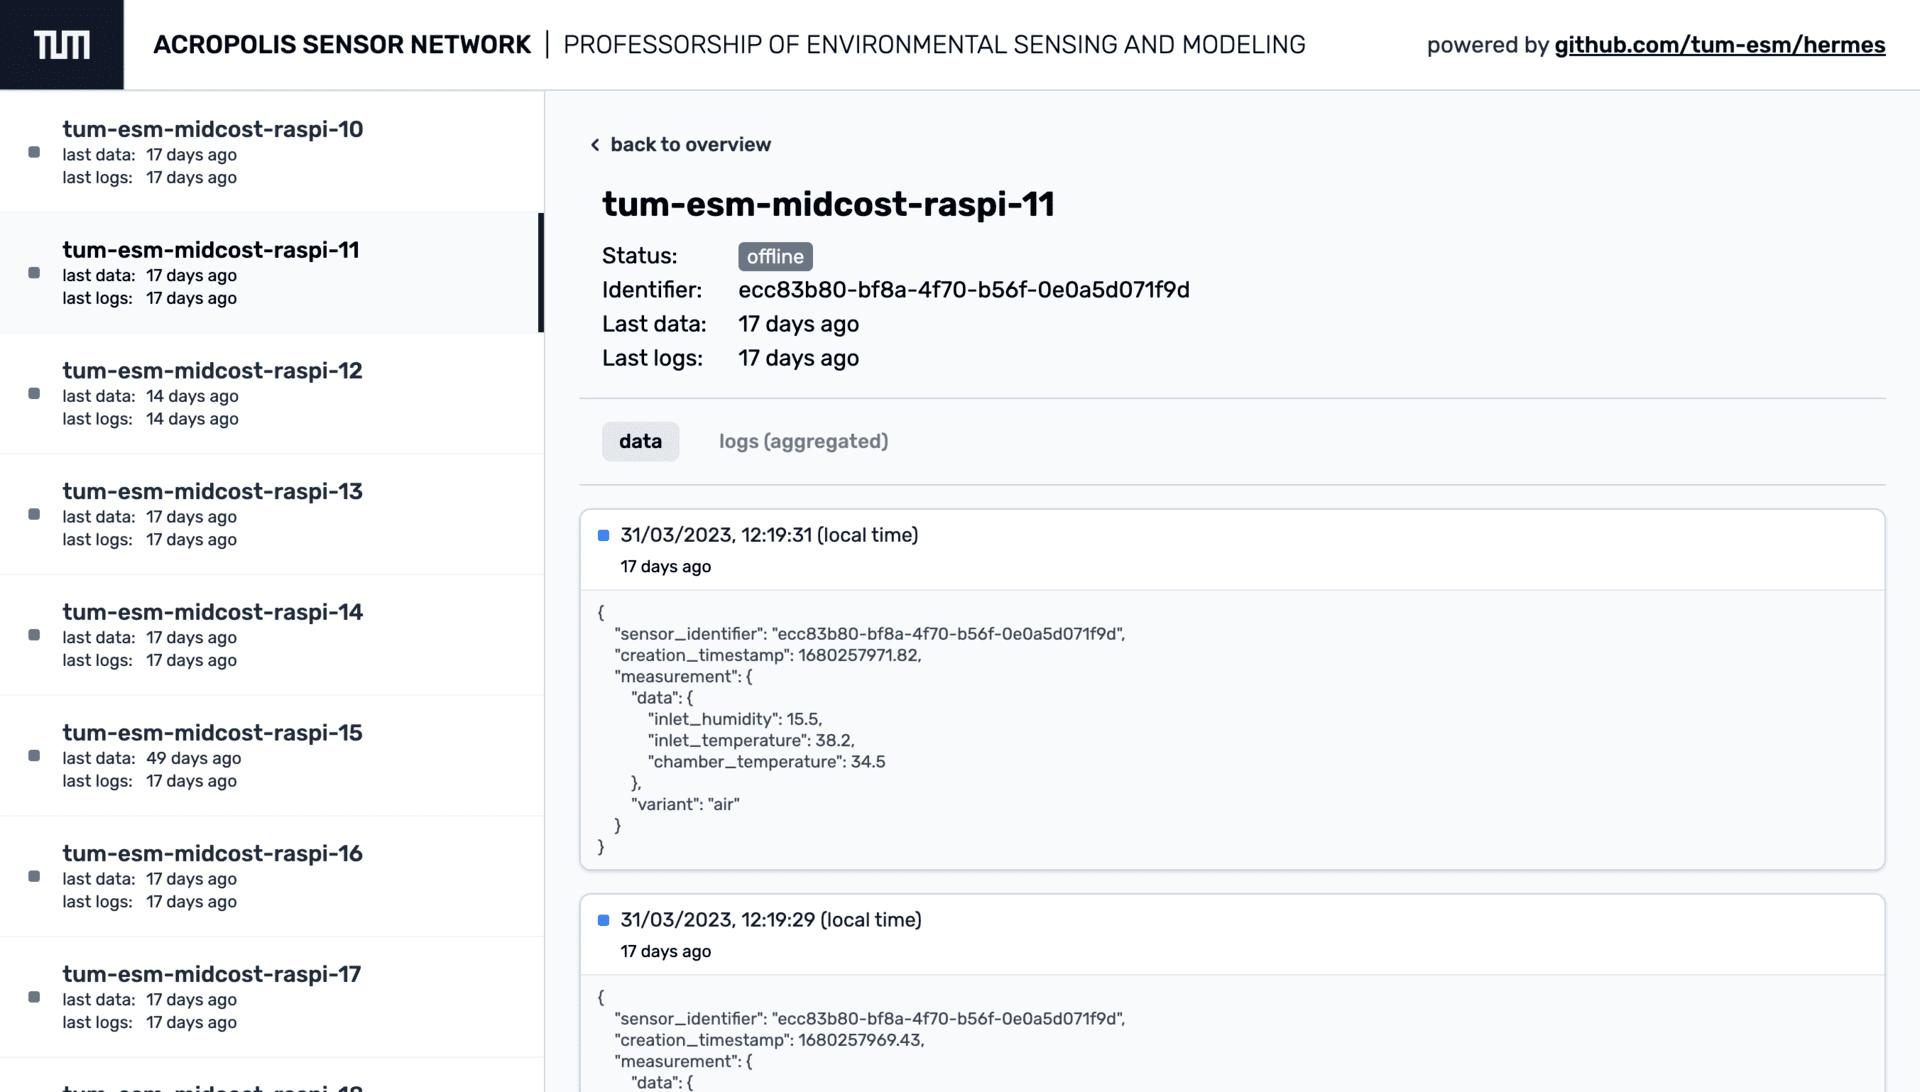 TUM
ACROPOLIS SENSOR NETWORK | PROFESSORSHIP OF ENVIRONMENTAL SENSING AND MODELING
powered by github.com/tum-esm/hermes
tum-esm-midcost-raspi-10
last data: 17 days ago
last logs: 17 days ago
tum-esm-midcost-raspi-11
last data: 17 days ago
last logs: 17 days ago
tum-esm-midcost-raspi-12
last data: 14 days ago
last logs: 14 days ago
tum-esm-midcost-raspi-13
last data: 17 days ago
last logs: 17 days ago
tum-esm-midcost-raspi-14
last data: 17 days ago
last logs: 17 days ago
tum-esm-midcost-raspi-15
last data: 49 days ago
last logs: 17 days ago
tum-esm-midcost-raspi-16
last data: 17 days ago
last logs: 17 days ago
tum-esm-midcost-raspi-17
last data: 17 days ago
last logs: 17 days ago
tum-esm-midcost-raspi-18
< back to overview
tum-esm-midcost-raspi-11
Status: offline
Identifier: ecc83b80-bf8a-4f70-b56f-0e0a5d071f9d
Last data: 17 days ago
Last logs: 17 days ago
data
logs (aggregated)
31/03/2023, 12:19:31 (local time)
17 days ago
{
"sensor_identifier": "ecc83b80-bf8a-4f70-b56f-0e0a5d071f9d",
"creation_timestamp": 1680257971.82,
"measurement": {
"data": {
"inlet_humidity": 15.5,
"inlet_temperature": 38.2,
"chamber_temperature": 34.5
},
"variant": "air"
}
}
31/03/2023, 12:19:29 (local time)
17 days ago
{
"sensor_identifier": "ecc83b80-bf8a-4f70-b56f-0e0a5d071f9d",
"creation_timestamp": 1680257969.43,
"measurement": {
"data": {